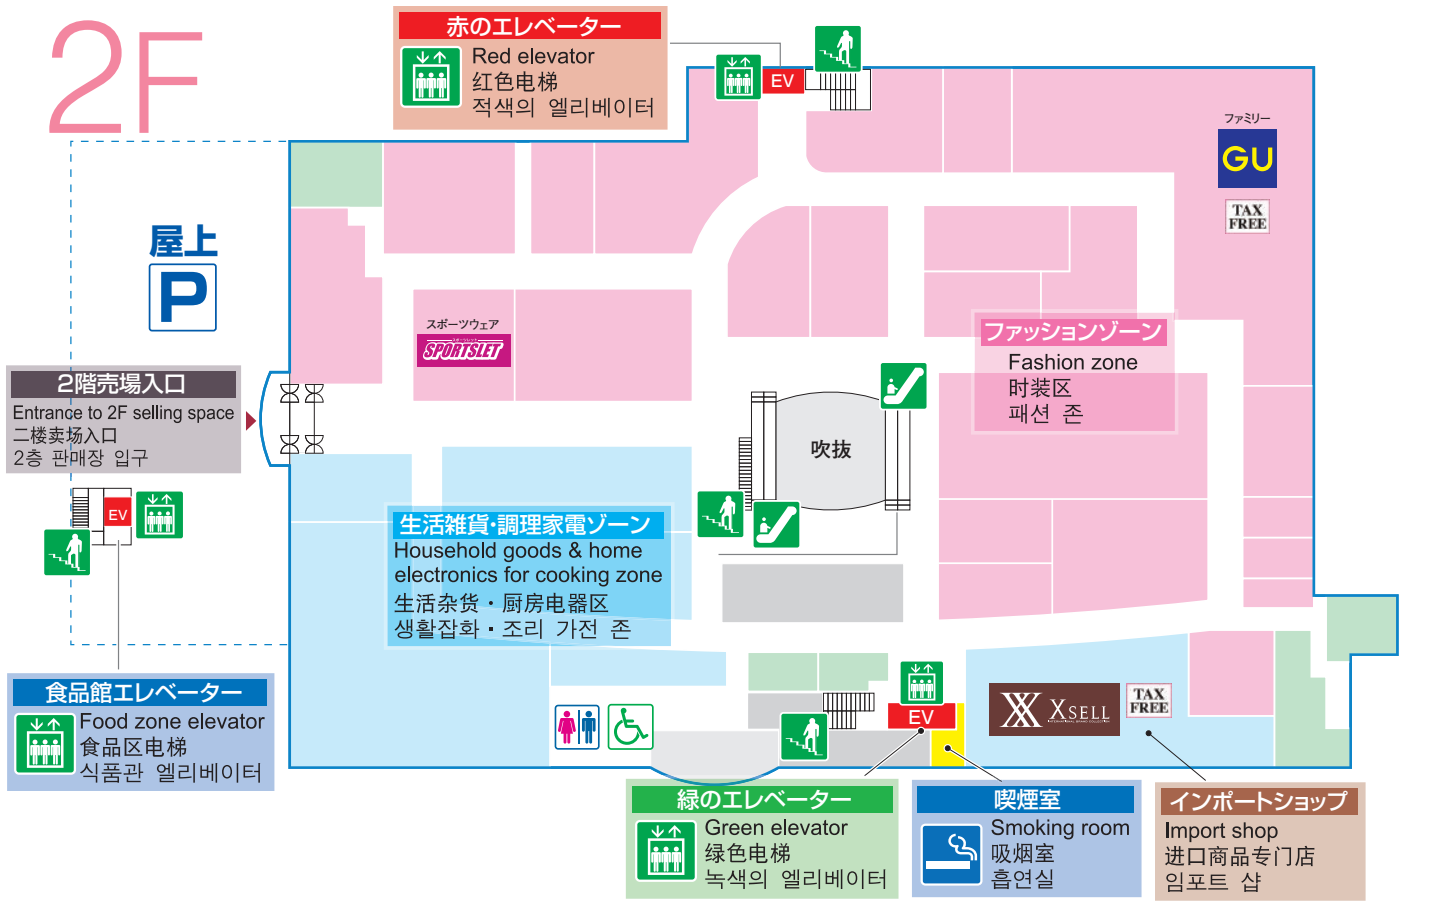 2F
赤のエレベーター
Red elevator
红色电梯
적색의 엘리베이터
EV
ファミリー
GU
TAX
FREE
屋上
P
スポーツウェア
スポーツレット
SPORTSLET
ファッションゾーン
Fashion zone
时装区
패션 존
2階売場入口
Entrance to 2F selling space
二楼卖场入口
2층 판매장 입구
吹抜
EV
生活雑貨・調理家電ゾーン
Household goods & home
electronics for cooking zone
生活杂货・厨房电器区
생활잡화・조리 가전 존
食品館エレベーター
Food zone elevator
食品区电梯
식품관 엘리베이터
EV
XSELL
TAX
FREE
緑のエレベーター
Green elevator
绿色电梯
녹색의 엘리베이터
喫煙室
Smoking room
吸烟室
흡연실
インポートショップ
Import shop
进口商品专门店
임포트 샵